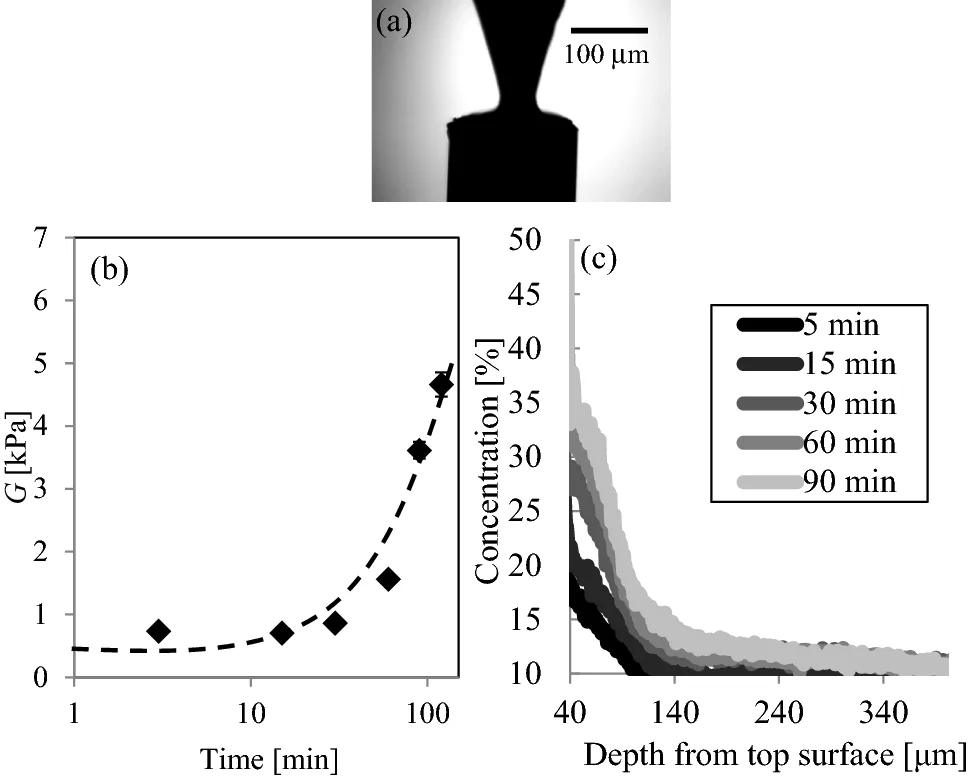 (a)
100 μm
(b)
7
6
5
4
3
2
1
0
G [kPa]
1
10
100
Time [min]
(c)
50
45
40
35
30
25
20
15
10
Concentration [%]
5 min
15 min
30 min
60 min
90 min
40
140
240
340
Depth from top surface [μm]